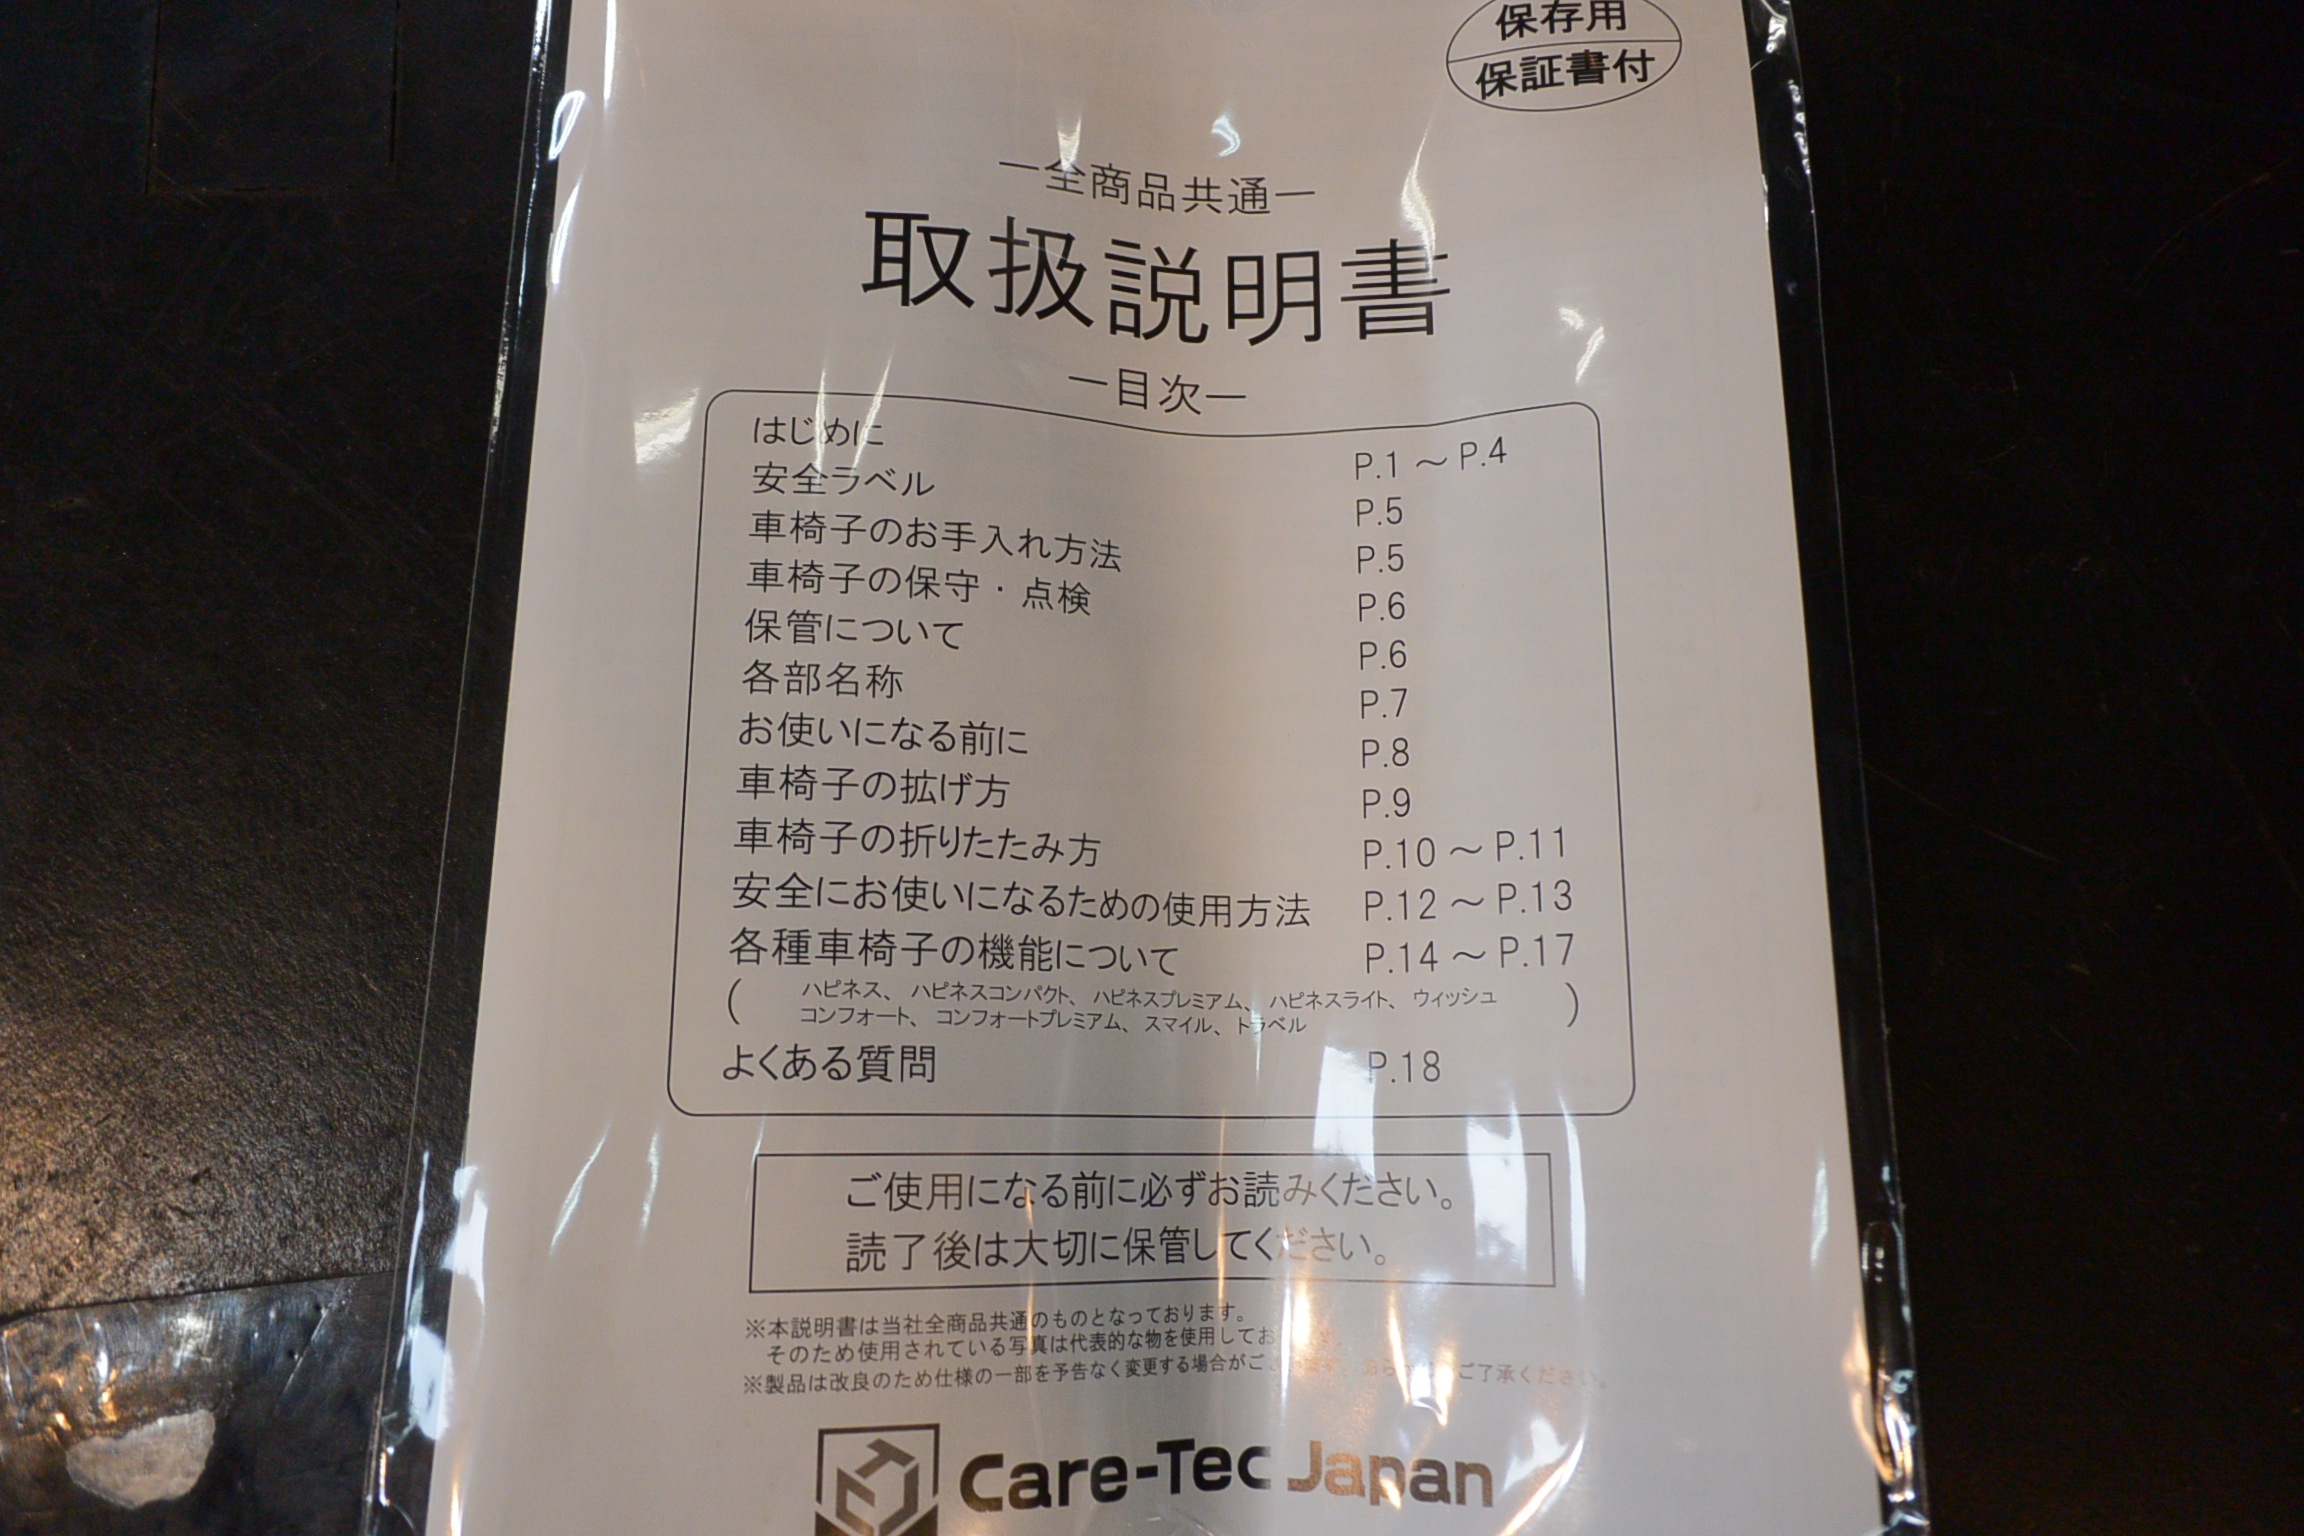 保存用
保証書付
―全商品共通―
取扱説明書
―目次―
はじめに P.1 ～ P.4
安全ラベル P.5
車椅子のお手入れ方法 P.5
車椅子の保守・点検 P.6
保管について P.6
各部名称 P.7
お使いになる前に P.8
車椅子の拡げ方 P.9
車椅子の折りたたみ方 P.10 ～ P.11
安全にお使いになるための使用方法 P.12 ～ P.13
各種車椅子の機能について P.14 ～ P.17
( ハピネス、ハピネスコンパクト、ハピネスプレミアム、ハピネスライト、ウィッシュ
コンフォート、コンフォートプレミアム、スマイル、トラベル )
よくある質問 P.18
ご使用になる前に必ずお読みください。
読了後は大切に保管してください。
※本説明書は当社全商品共通のものとなっております。
そのため使用されている写真は代表的な物を使用してお
※製品は改良のため仕様の一部を予告なく変更する場合がご ご了承ください。
Care-Tec Japan